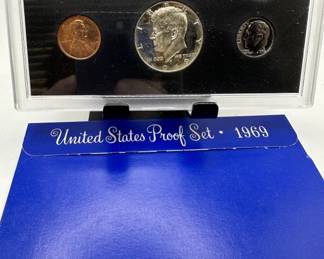 United States Proof Set · 1969